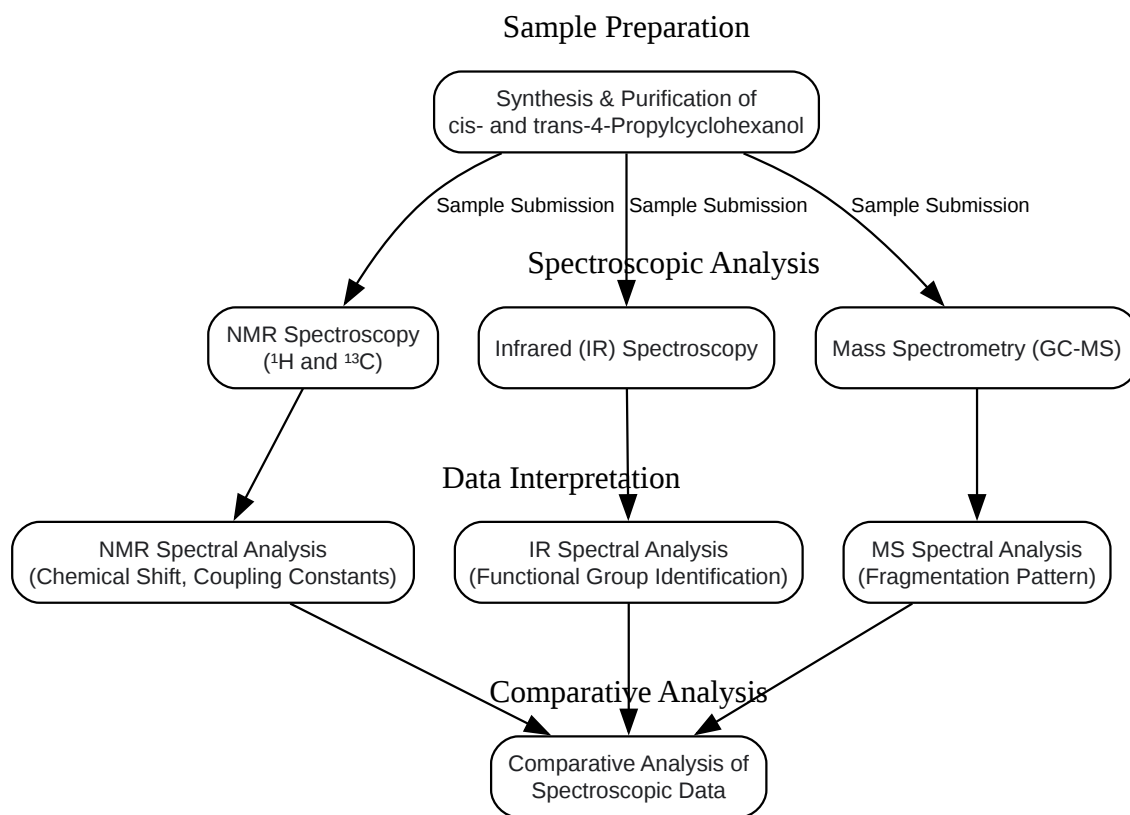 Sample Preparation
Synthesis & Purification of
cis- and trans-4-Propylcyclohexanol
Sample Submission
Sample Submission
Sample Submission
Spectroscopic Analysis
NMR Spectroscopy
(¹H and ¹³C)
Infrared (IR) Spectroscopy
Mass Spectrometry (GC-MS)
Data Interpretation
NMR Spectral Analysis
(Chemical Shift, Coupling Constants)
IR Spectral Analysis
(Functional Group Identification)
MS Spectral Analysis
(Fragmentation Pattern)
Comparative Analysis
Comparative Analysis of
Spectroscopic Data